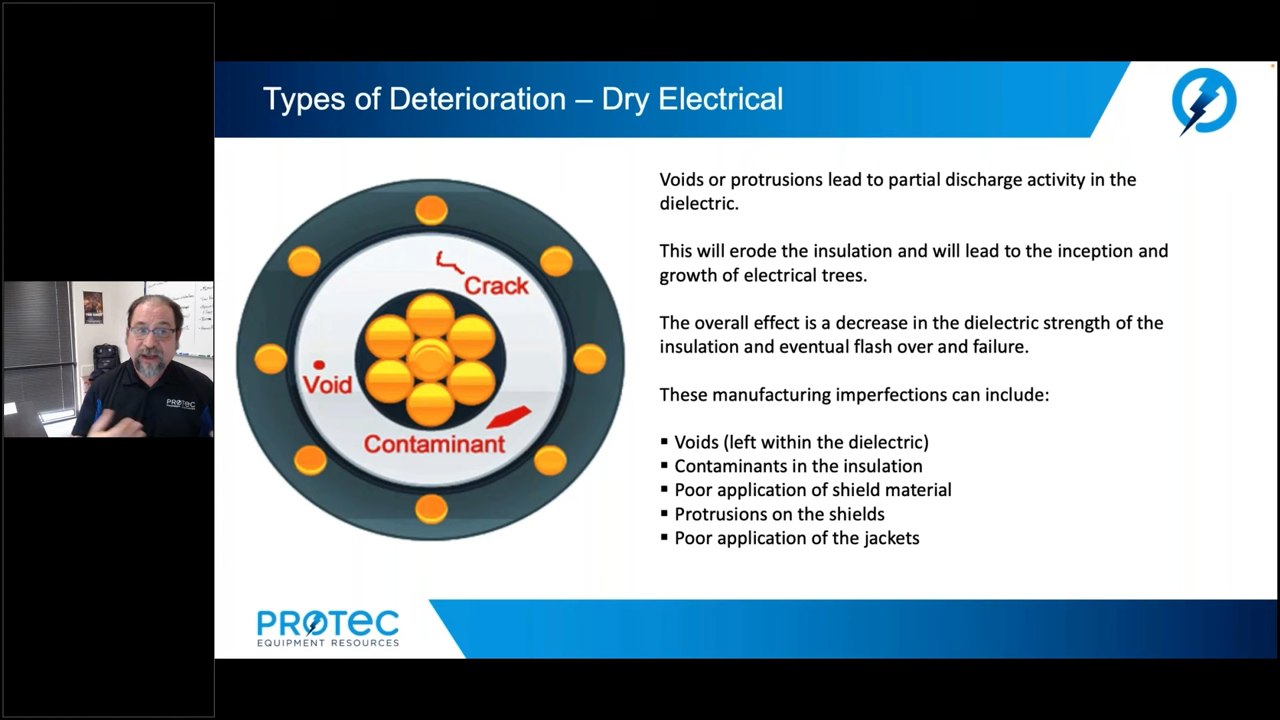 Types of Deterioration – Dry Electrical
Voids or protrusions lead to partial discharge activity in the
dielectric.
This will erode the insulation and will lead to the inception and
growth of electrical trees.
The overall effect is a decrease in the dielectric strength of the
insulation and eventual flash over and failure.
These manufacturing imperfections can include:
▪ Voids (left within the dielectric)
▪ Contaminants in the insulation
▪ Poor application of shield material
▪ Protrusions on the shields
▪ Poor application of the jackets
Crack
Void
Contaminant
PROTEC
EQUIPMENT RESOURCES
PROTEC